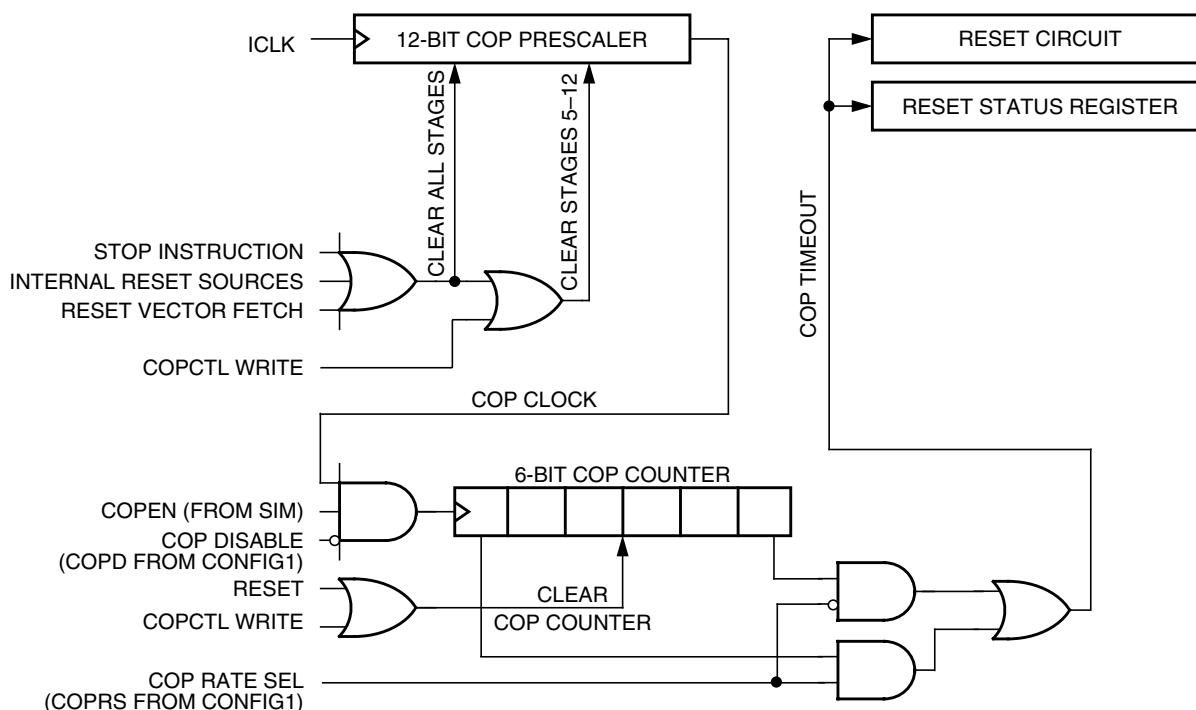 ICLK
12-BIT COP PRESCALER
RESET CIRCUIT
RESET STATUS REGISTER
CLEAR ALL STAGES
CLEAR STAGES 5–12
COP TIMEOUT
STOP INSTRUCTION
INTERNAL RESET SOURCES
RESET VECTOR FETCH
COPCTL WRITE
COP CLOCK
6-BIT COP COUNTER
COPEN (FROM SIM)
COP DISABLE
(COPD FROM CONFIG1)
RESET
COPCTL WRITE
CLEAR
COP COUNTER
COP RATE SEL
(COPRS FROM CONFIG1)